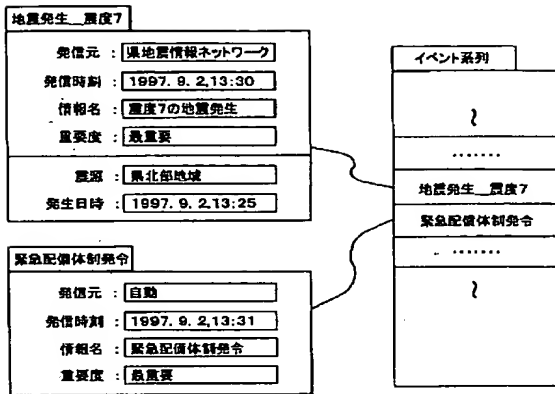 地震発生__震度7
発信元 : 県地震情報ネットワーク
発信時刻 : 1997. 9. 2,13:30
情報名 : 震度7の地震発生
重要度 : 最重要
震源 : 県北部地域
発生日時 : 1997. 9. 2,13:25
緊急配備体制発令
発信元 : 自動
発信時刻 : 1997. 9. 2,13:31
情報名 : 緊急配備体制発令
重要度 : 最重要
イベント系列
~
.......
地震発生__震度7
緊急配備体制発令
.......
~